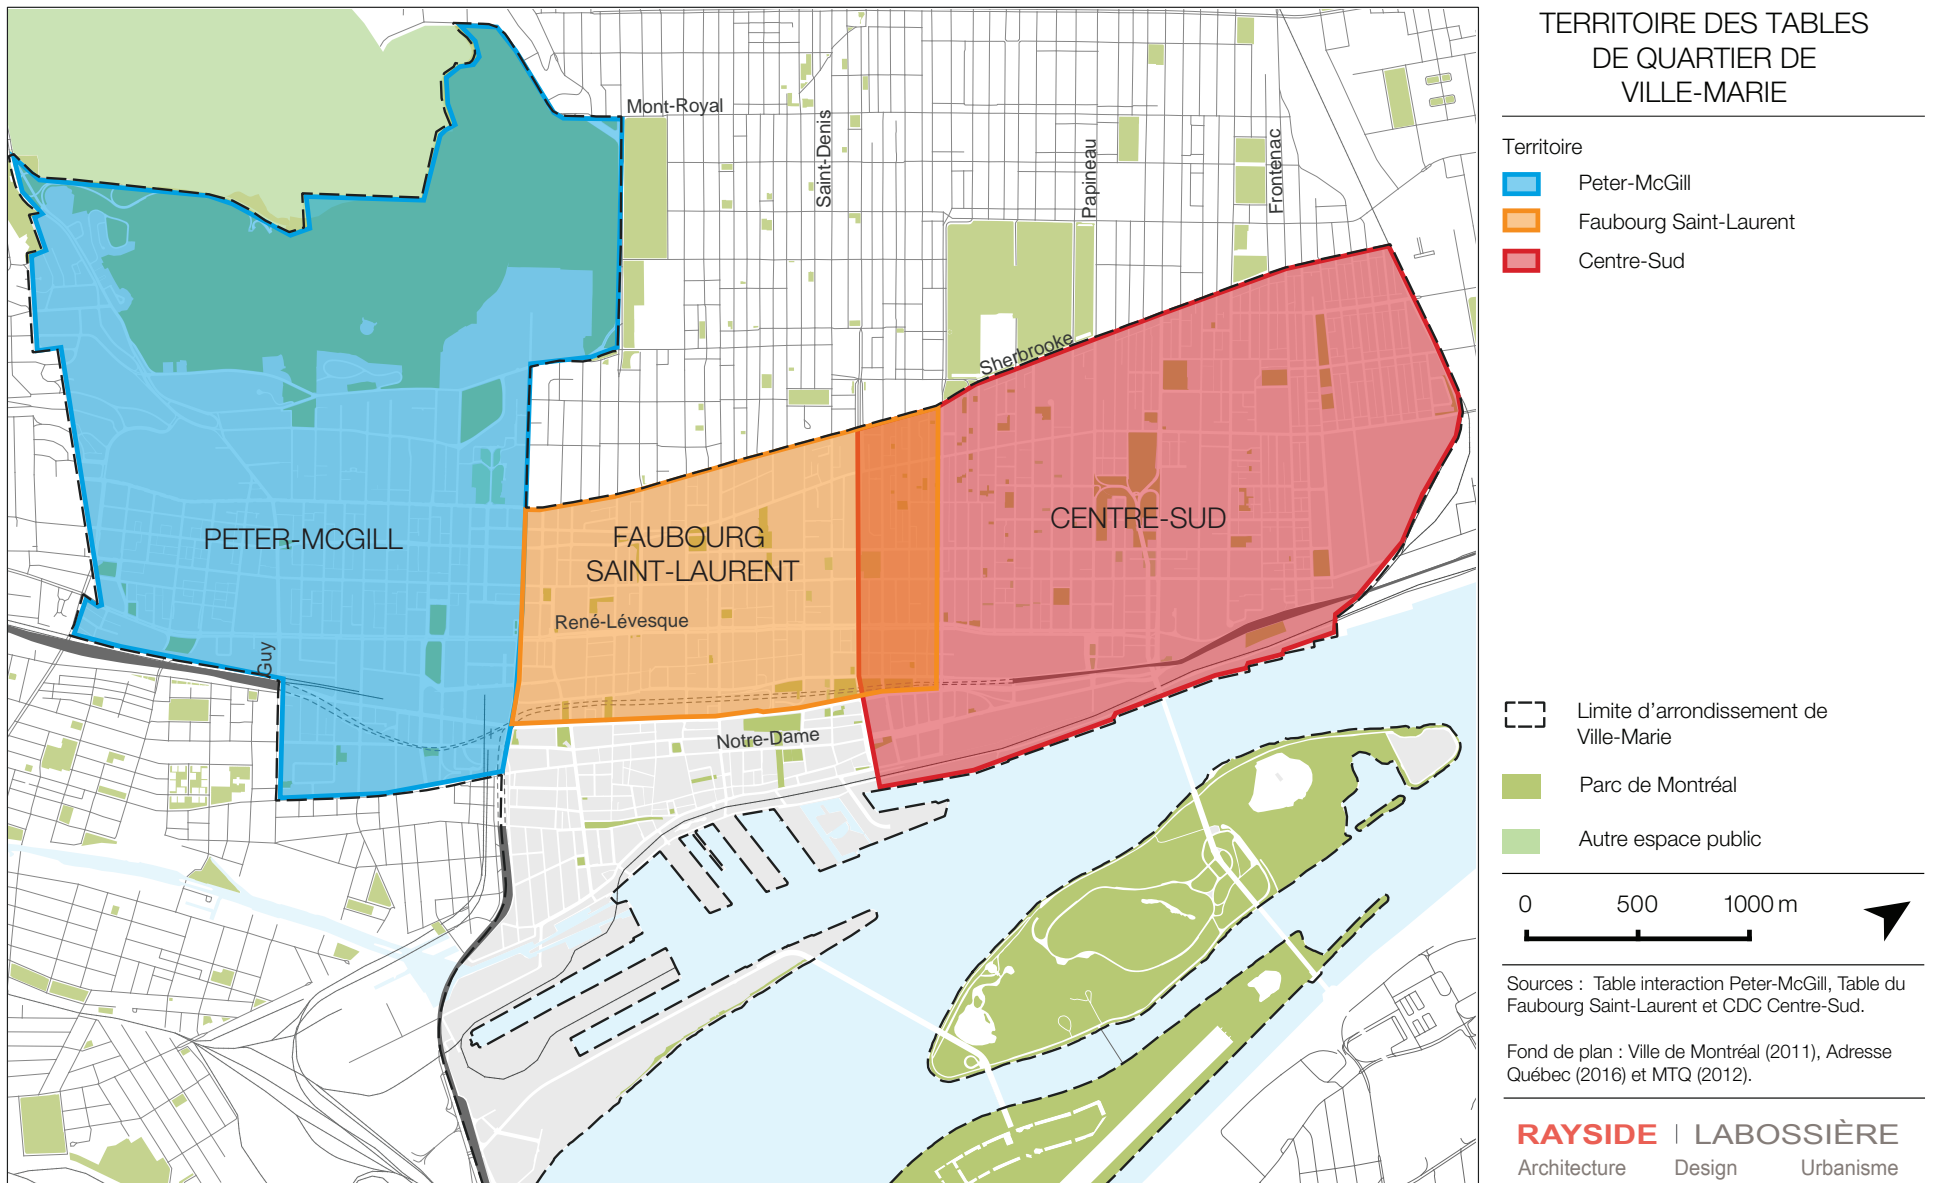 TERRITOIRE DES TABLES
DE QUARTIER DE
VILLE-MARIE
Territoire
Peter-McGill
Faubourg Saint-Laurent
Centre-Sud
Mont-Royal
Saint-Denis
Papineau
Frontenac
Sherbrooke
PETER-MCGILL
FAUBOURG
SAINT-LAURENT
CENTRE-SUD
René-Lévesque
Guy
Notre-Dame
Limite d'arrondissement de
Ville-Marie
Parc de Montréal
Autre espace public
0 500 1000 m
Sources : Table interaction Peter-McGill, Table du
Faubourg Saint-Laurent et CDC Centre-Sud.
Fond de plan : Ville de Montréal (2011), Adresse
Québec (2016) et MTQ (2012).
RAYSIDE | LABOSSIÈRE
Architecture Design Urbanisme